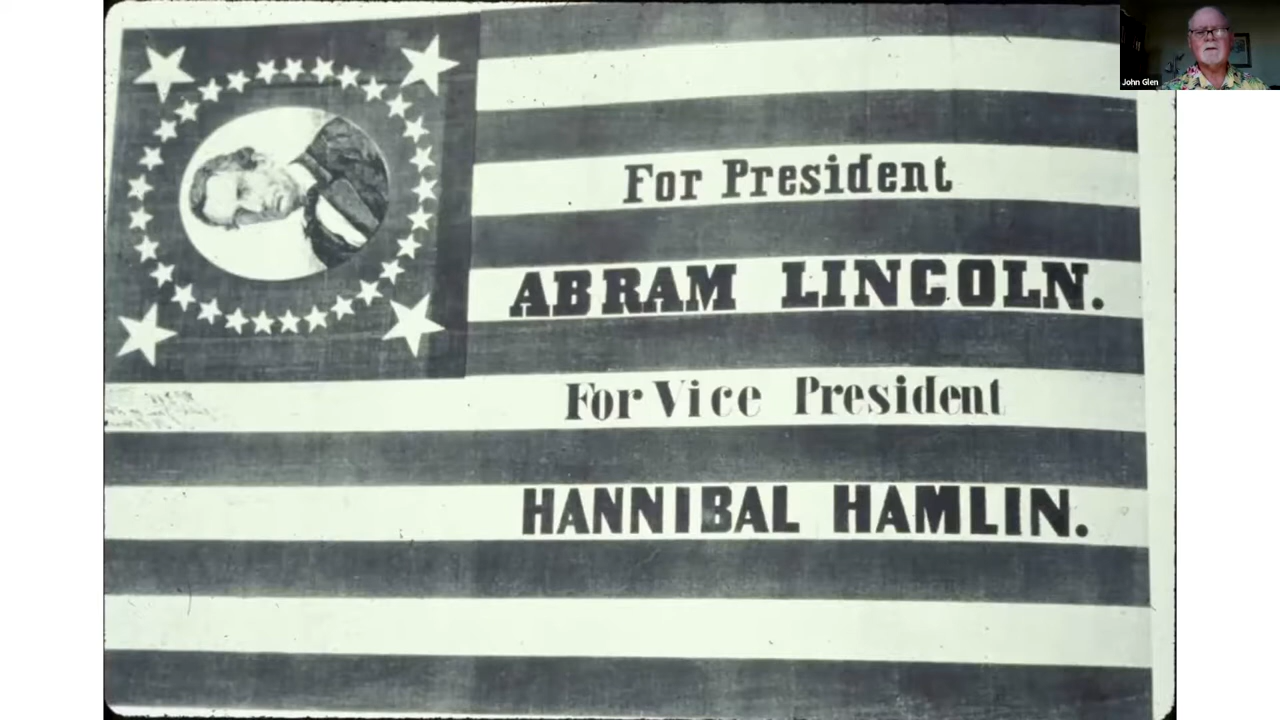 For President
ABRAM LINCOLN.
For Vice President
HANNIBAL HAMLIN.
John Glen